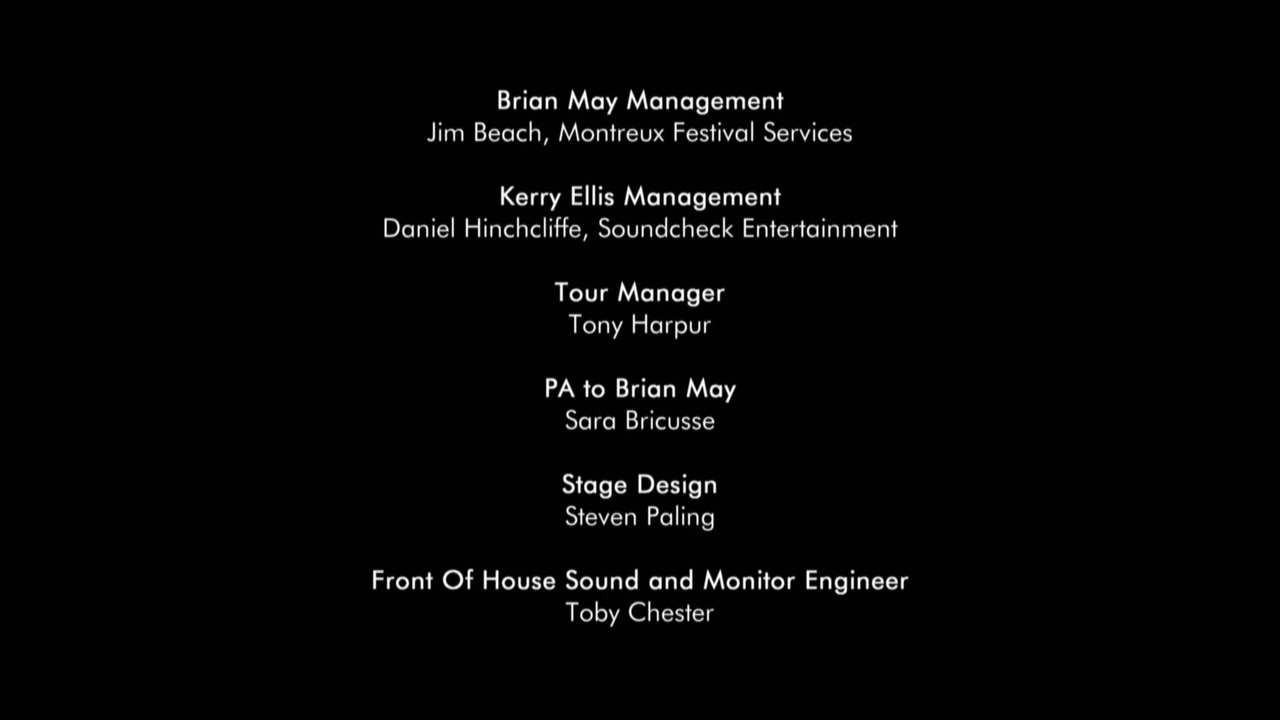 Brian May Management
Jim Beach, Montreux Festival Services
Kerry Ellis Management
Daniel Hinchcliffe, Soundcheck Entertainment
Tour Manager
Tony Harpur
PA to Brian May
Sara Bricusse
Stage Design
Steven Paling
Front Of House Sound and Monitor Engineer
Toby Chester